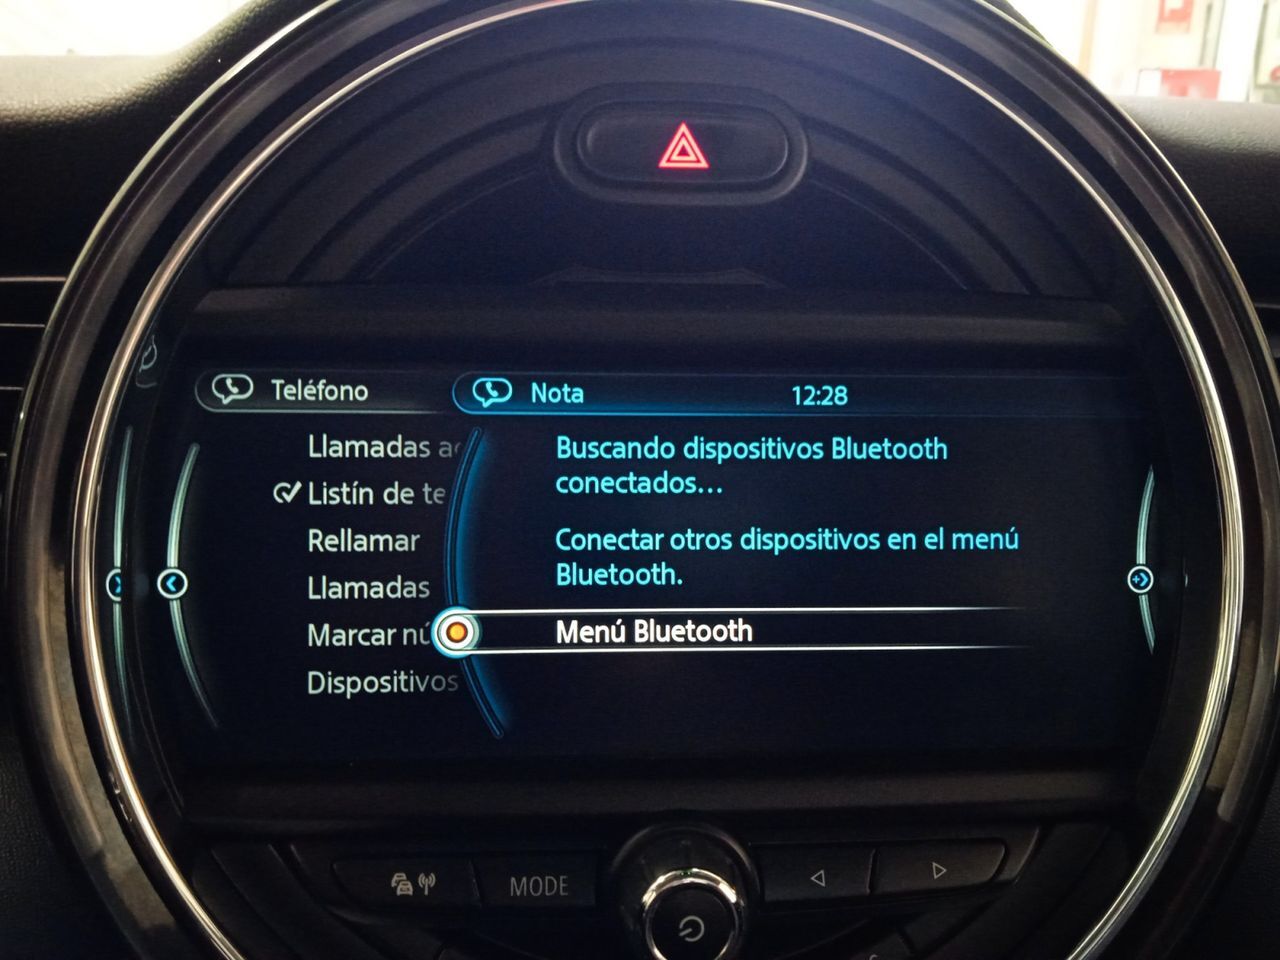 Teléfono
Nota
12:28
Llamadas
Listín de te
Rellamar
Llamadas
Marcar nú
Dispositivos
Buscando dispositivos Bluetooth
conectados...
Conectar otros dispositivos en el menú
Bluetooth.
Menú Bluetooth
MODE